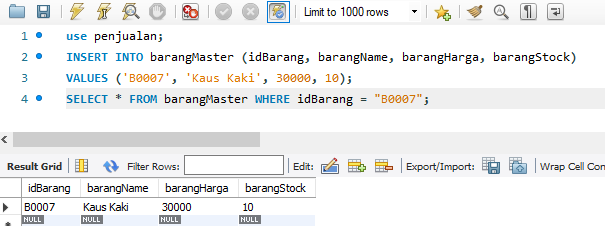 Limit to 1000 rows
1 use penjualan;
2 INSERT INTO barangMaster (idBarang, barangName, barangHarga, barangStock)
3 VALUES ('B0007', 'Kaus Kaki', 30000, 10);
4 SELECT * FROM barangMaster WHERE idBarang = "B0007";
Result Grid Filter Rows: Edit: Export/Import: Wrap Cell Con
idBarang barangName barangHarga barangStock
B0007 Kaus Kaki 30000 10
NULL NULL NULL NULL